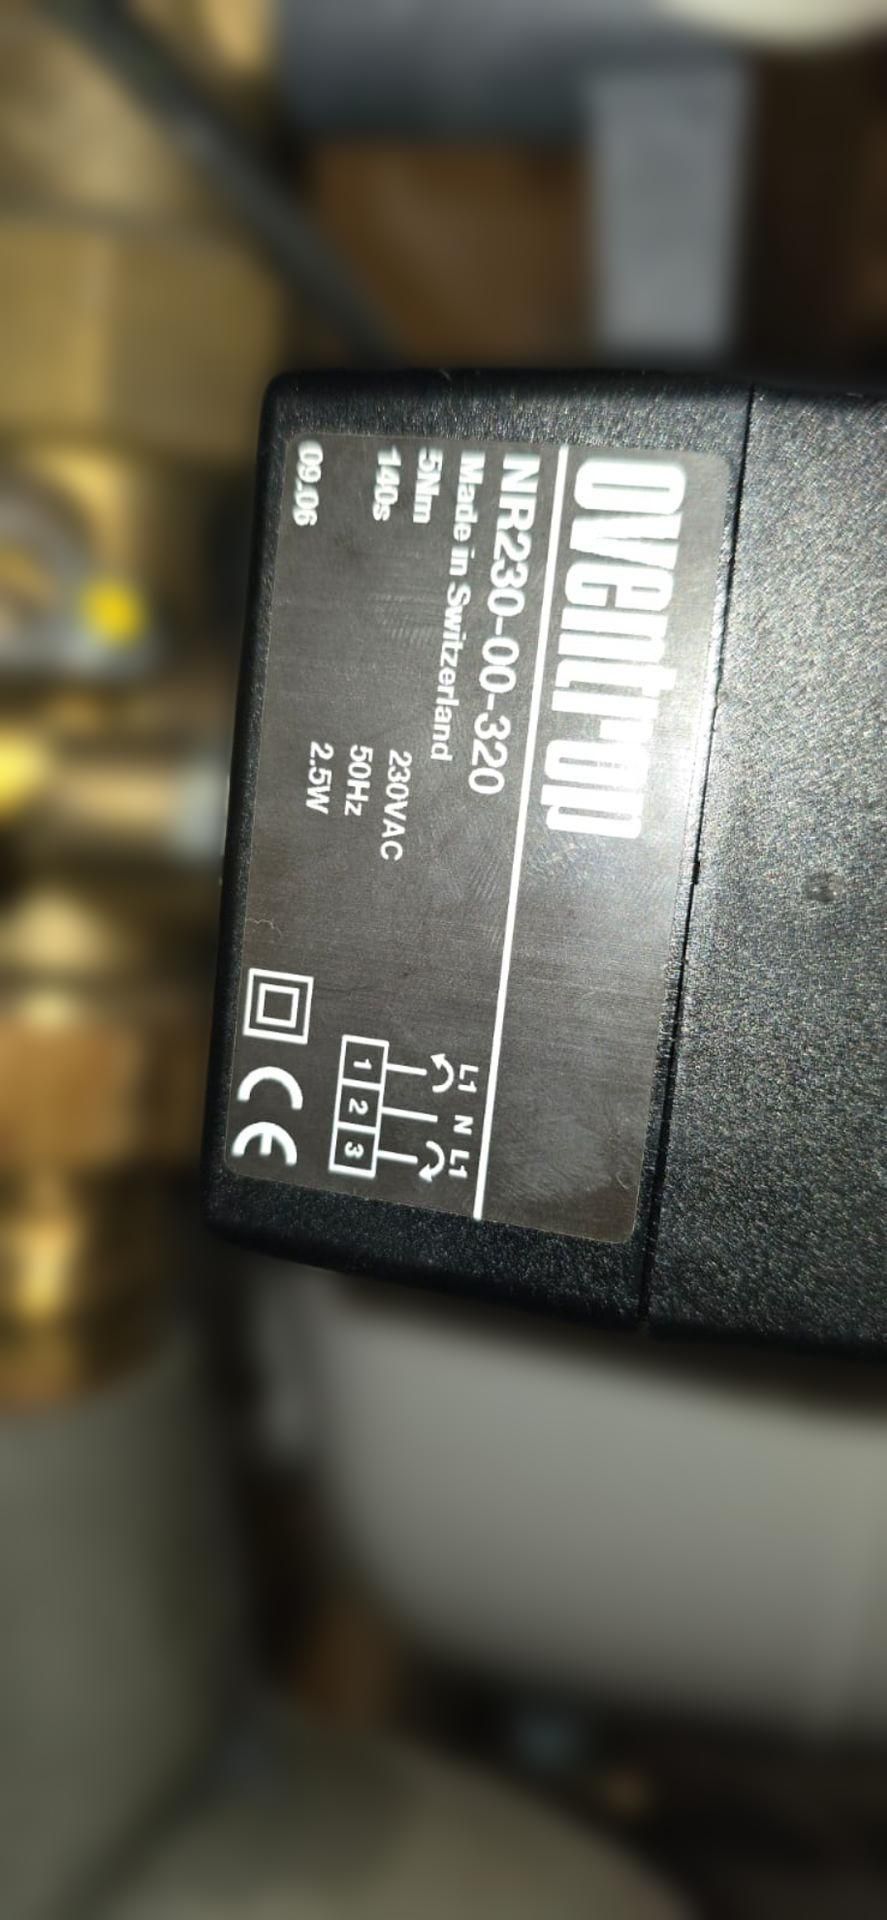 oventrop
NR230-00-320
Made in Switzerland
5Nm
140s
230VAC
50Hz
09.06
2.5W
L1 N L1
1 2 3
CE